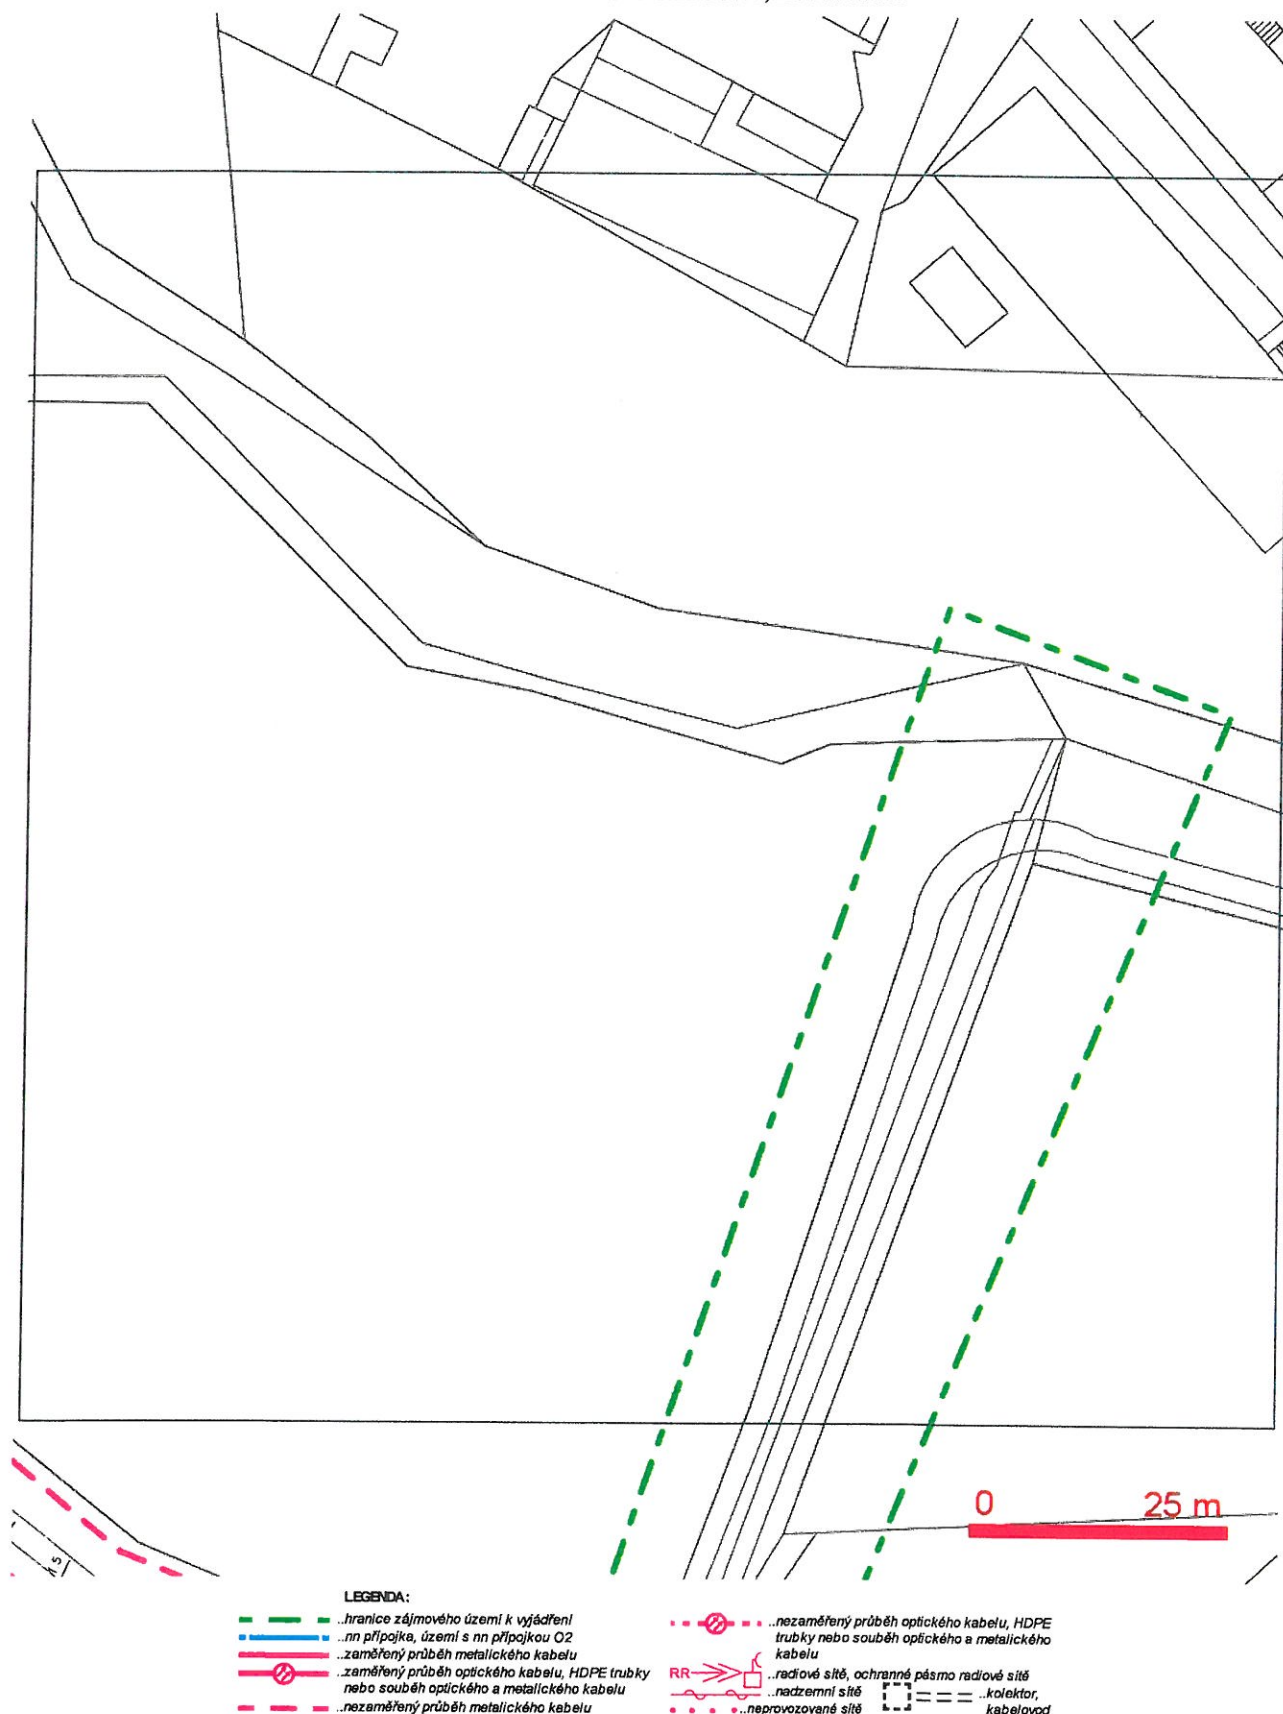 0 25 m
LEGENDA:
..hranice zájmového území k vyjádření
..nn přípojka, území s nn přípojkou O2
..zaměřený průběh metalického kabelu
..zaměřený průběh optického kabelu, HDPE trubky
nebo souběh optického a metalického kabelu
..nezaměřený průběh metalického kabelu
..nezaměřený průběh optického kabelu, HDPE
trubky nebo souběh optického a metalického
kabelu
RR ..radiové sítě, ochranné pásmo radiové sítě
..nadzemní sítě
..neprovozované sítě
..kolektor,
kabelovod